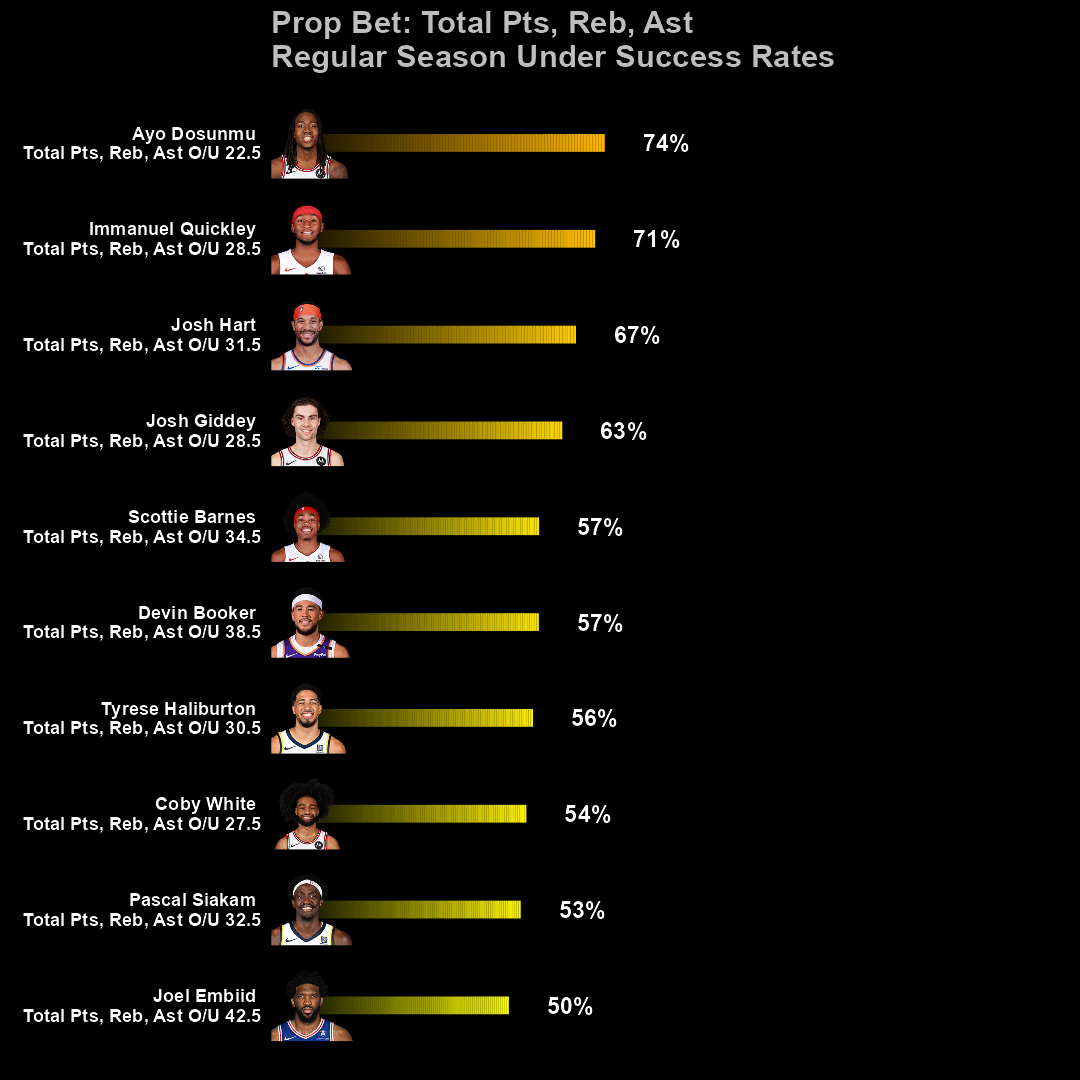 Prop Bet: Total Pts, Reb, Ast
Regular Season Under Success Rates
Ayo Dosunmu
Total Pts, Reb, Ast O/U 22.5
74%
Immanuel Quickley
Total Pts, Reb, Ast O/U 28.5
71%
Josh Hart
Total Pts, Reb, Ast O/U 31.5
67%
Josh Giddey
Total Pts, Reb, Ast O/U 28.5
63%
Scottie Barnes
Total Pts, Reb, Ast O/U 34.5
57%
Devin Booker
Total Pts, Reb, Ast O/U 38.5
57%
Tyrese Haliburton
Total Pts, Reb, Ast O/U 30.5
56%
Coby White
Total Pts, Reb, Ast O/U 27.5
54%
Pascal Siakam
Total Pts, Reb, Ast O/U 32.5
53%
Joel Embiid
Total Pts, Reb, Ast O/U 42.5
50%